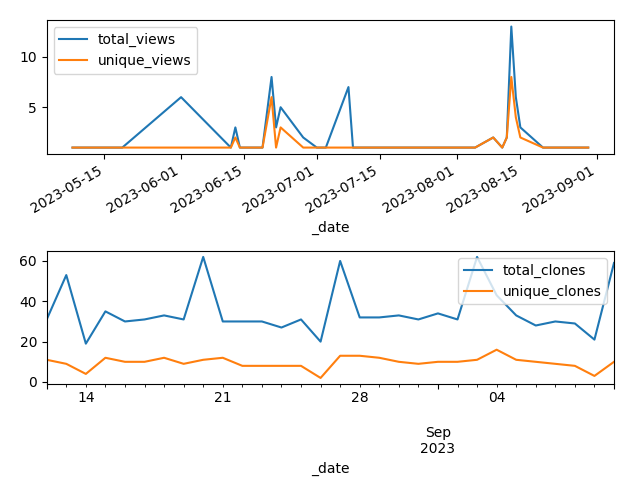 total_views
unique_views
10
5
2023-05-15
2023-06-01
2023-06-15
2023-07-01
2023-07-15
2023-08-01
2023-08-15
2023-09-01
_date
total_clones
unique_clones
60
40
20
0
14
21
28
04
Sep
2023
_date